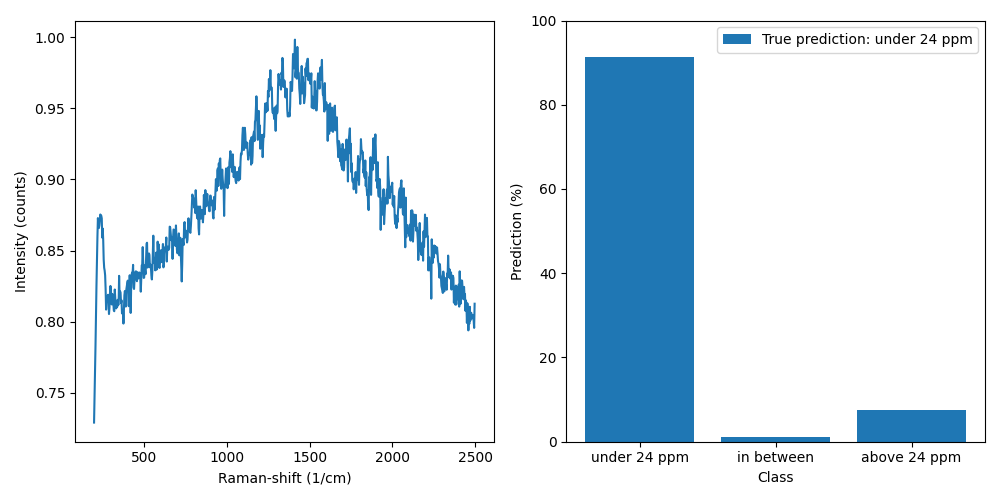 1.00
0.95
0.90
0.85
0.80
0.75
Intensity (counts)
500
1000
1500
2000
2500
Raman-shift (1/cm)
100
80
60
40
20
0
Prediction (%)
True prediction: under 24 ppm
under 24 ppm
in between
above 24 ppm
Class